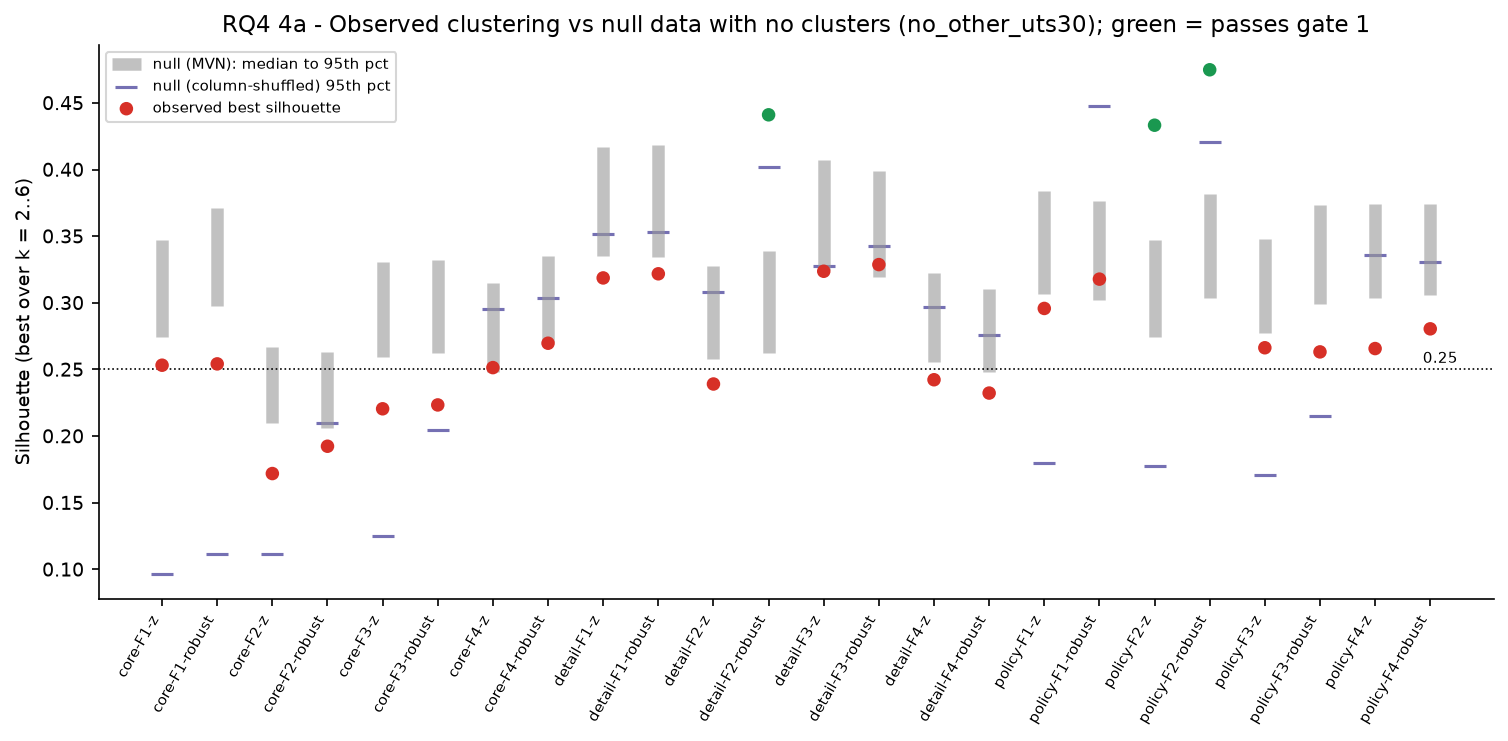 RQ4 4a - Observed clustering vs null data with no clusters (no_other_uts30); green = passes gate 1
null (MVN): median to 95th pct
null (column-shuffled) 95th pct
observed best silhouette
Silhouette (best over k = 2..6)
0.45
0.40
0.35
0.30
0.25
0.20
0.15
0.10
0.25
core-F1-z
core-F1-robust
core-F2-z
core-F2-robust
core-F3-z
core-F3-robust
core-F4-z
core-F4-robust
detail-F1-z
detail-F1-robust
detail-F2-z
detail-F2-robust
detail-F3-z
detail-F3-robust
detail-F4-z
detail-F4-robust
policy-F1-z
policy-F1-robust
policy-F2-z
policy-F2-robust
policy-F3-z
policy-F3-robust
policy-F4-z
policy-F4-robust